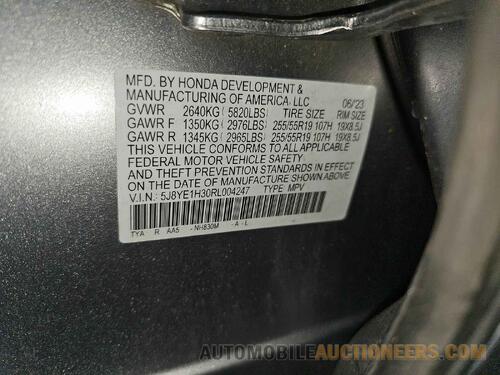 MFD. BY HONDA DEVELOPMENT &
MANUFACTURING OF AMERICA, LLC 06/23
GVWR 2640KG ( 5820LBS) TIRE SIZE RIM SIZE
GAWR F 1350KG ( 2976LBS) 255/55R19 107H 19X8.5J
GAWR R 1345KG ( 2965LBS) 255/55R19 107H 19X8.5J
THIS VEHICLE CONFORMS TO ALL APPLICABLE
FEDERAL MOTOR VEHICLE SAFETY
AND THEFT PREVENTION STANDARDS IN EFFECT
ON THE DATE OF MANUFACTURE SHOWN ABOVE.
V.I.N.: 5J8YE1H30RL004247 TYPE: MPV
TYA R AA5 -NH830M -A -L
AUTOMOBILEAUCTIONEERS.COM